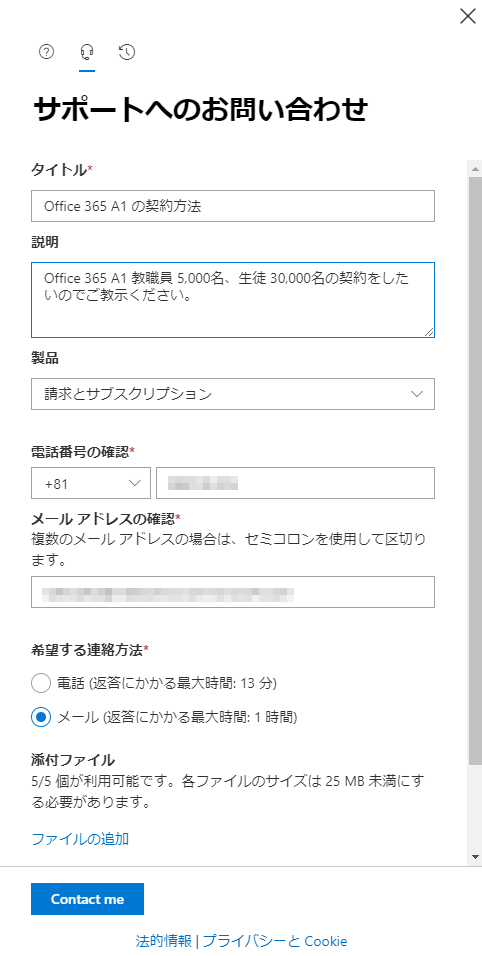 サポートへのお問い合わせ
タイトル*
Office 365 A1 の契約方法
説明
Office 365 A1 教職員 5,000名、生徒 30,000名の契約をした
いのでご教示ください。
製品
請求とサブスクリプション
電話番号の確認*
+81
メール アドレスの確認*
複数のメール アドレスの場合は、セミコロンを使用して区切り
ます。
希望する連絡方法*
電話 (返答にかかる最大時間: 13 分)
メール (返答にかかる最大時間: 1 時間)
添付ファイル
5/5 個が利用可能です。各ファイルのサイズは 25 MB 未満にす
る必要があります。
ファイルの追加
Contact me
法的情報 | プライバシーと Cookie